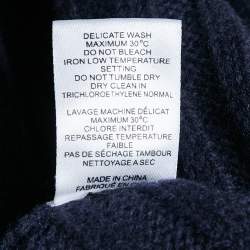 DELICATE WASH
MAXIMUM 30°C
DO NOT BLEACH
IRON LOW TEMPERATURE
SETTING
DO NOT TUMBLE DRY
DRY CLEAN IN
TRICHLOROETHYLENE NORMAL
LAVAGE MACHINE DÉLICAT
MAXIMUM 30°C
CHLORE INTERDIT
REPASSAGE TEMPERATURE
FAIBLE
PAS DE SÉCHAGE TAMBOUR
NETTOYAGE A SEC
MADE IN CHINA
FABRIQUÉ EN